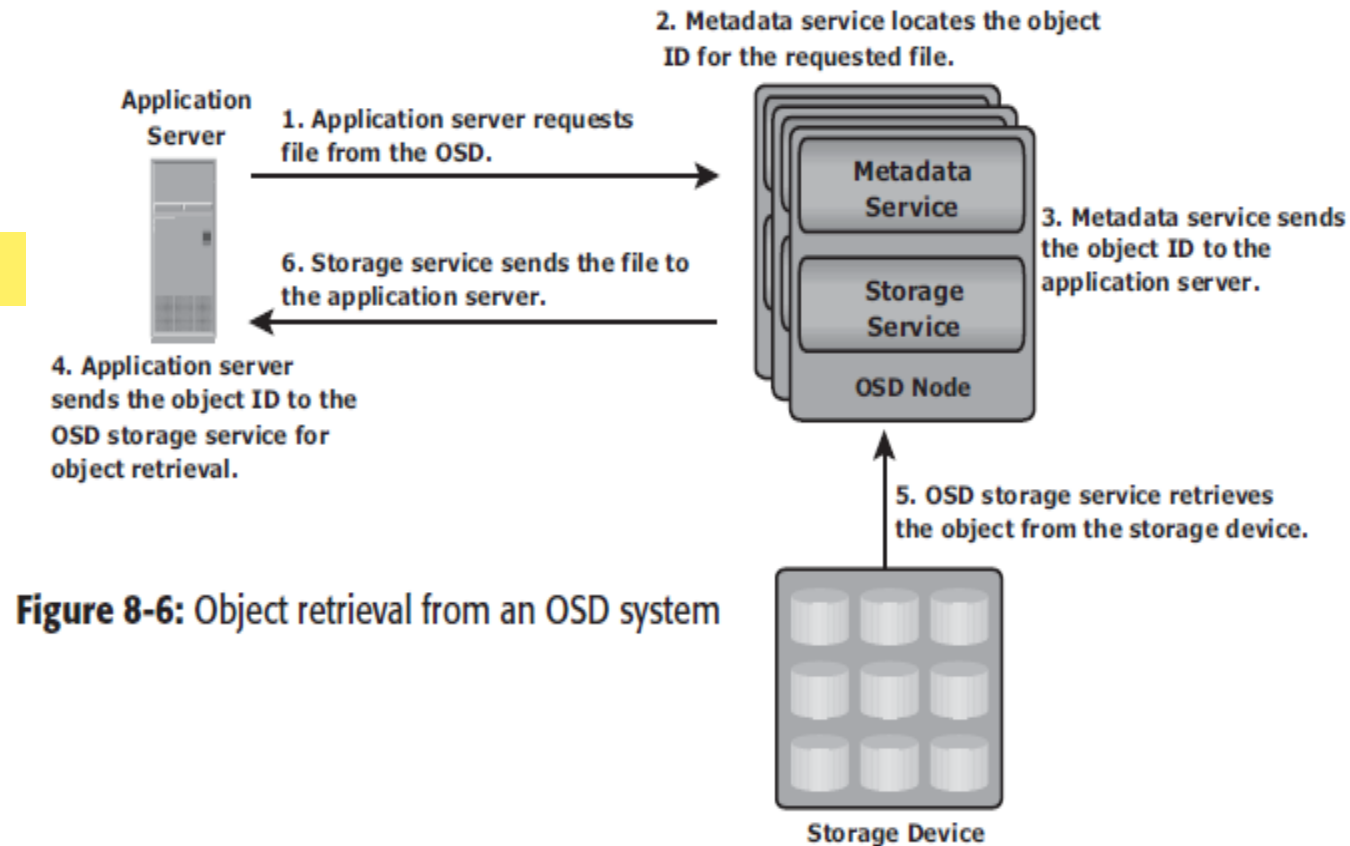 2. Metadata service locates the object
ID for the requested file.
Application
Server
1. Application server requests
file from the OSD.
Metadata
Service
3. Metadata service sends
the object ID to the
application server.
6. Storage service sends the file to
the application server.
Storage
Service
4. Application server
sends the object ID to the
OSD storage service for
object retrieval.
OSD Node
5. OSD storage service retrieves
the object from the storage device.
Figure 8-6: Object retrieval from an OSD system
Storage Device